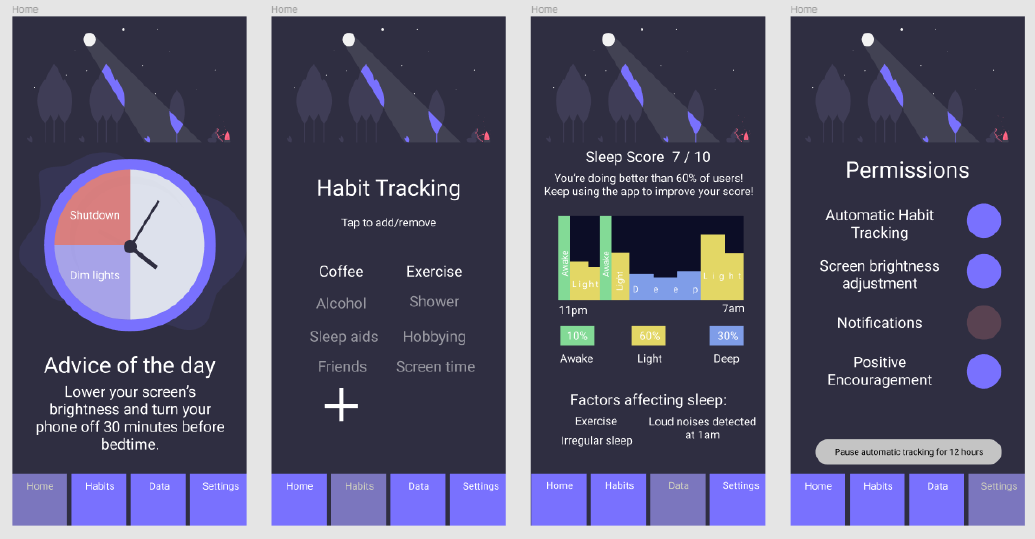 Home
Home
Home
Home
Shutdown
Dim lights
Advice of the day
Lower your screen's
brightness and turn your
phone off 30 minutes before
bedtime.
Home Habits Data Settings
Habit Tracking
Tap to add/remove
Coffee Exercise
Alcohol Shower
Sleep aids Hobbying
Friends Screen time
+
Home Habits Data Settings
Sleep Score 7 / 10
You're doing better than 60% of users!
Keep using the app to improve your score!
Awake Light Awake Light Deep Light
11pm 7am
10% 60% 30%
Awake Light Deep
Factors affecting sleep:
Exercise
Irregular sleep
Loud noises detected
at 1am
Home Habits Data Settings
Permissions
Automatic Habit
Tracking
Screen brightness
adjustment
Notifications
Positive
Encouragement
Pause automatic tracking for 12 hours
Home Habits Data Settings